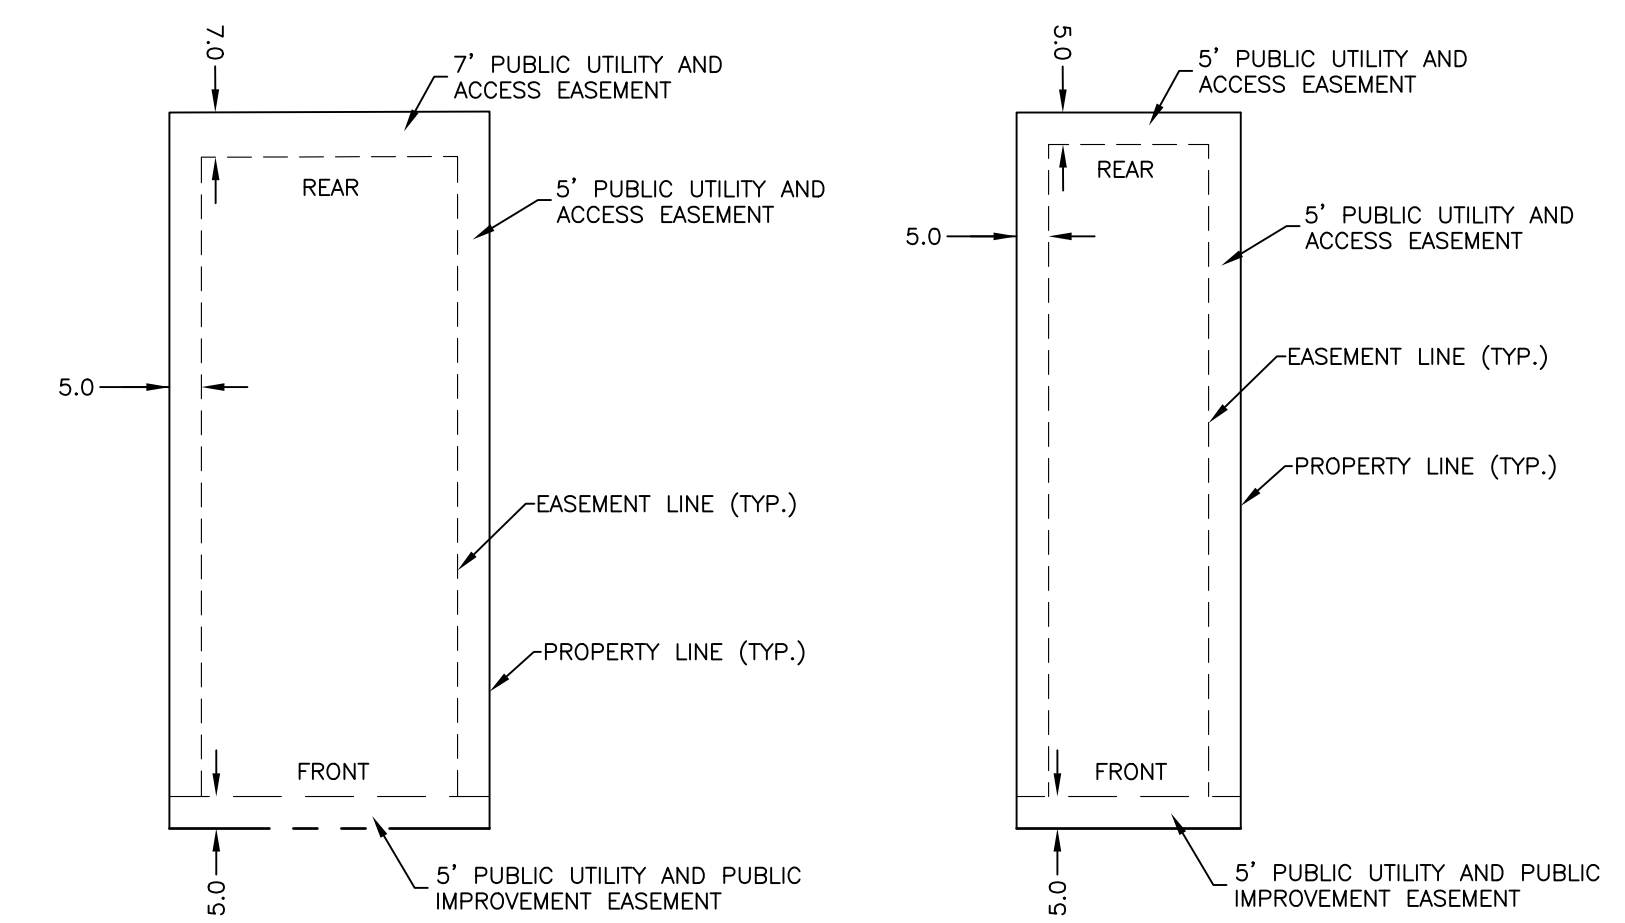 7.0
7' PUBLIC UTILITY AND
ACCESS EASEMENT
REAR
5' PUBLIC UTILITY AND
ACCESS EASEMENT
5.0
EASEMENT LINE (TYP.)
PROPERTY LINE (TYP.)
FRONT
5' PUBLIC UTILITY AND PUBLIC
IMPROVEMENT EASEMENT
5.0
5.0
5' PUBLIC UTILITY AND
ACCESS EASEMENT
REAR
5' PUBLIC UTILITY AND
ACCESS EASEMENT
5.0
EASEMENT LINE (TYP.)
PROPERTY LINE (TYP.)
FRONT
5' PUBLIC UTILITY AND PUBLIC
IMPROVEMENT EASEMENT
5.0